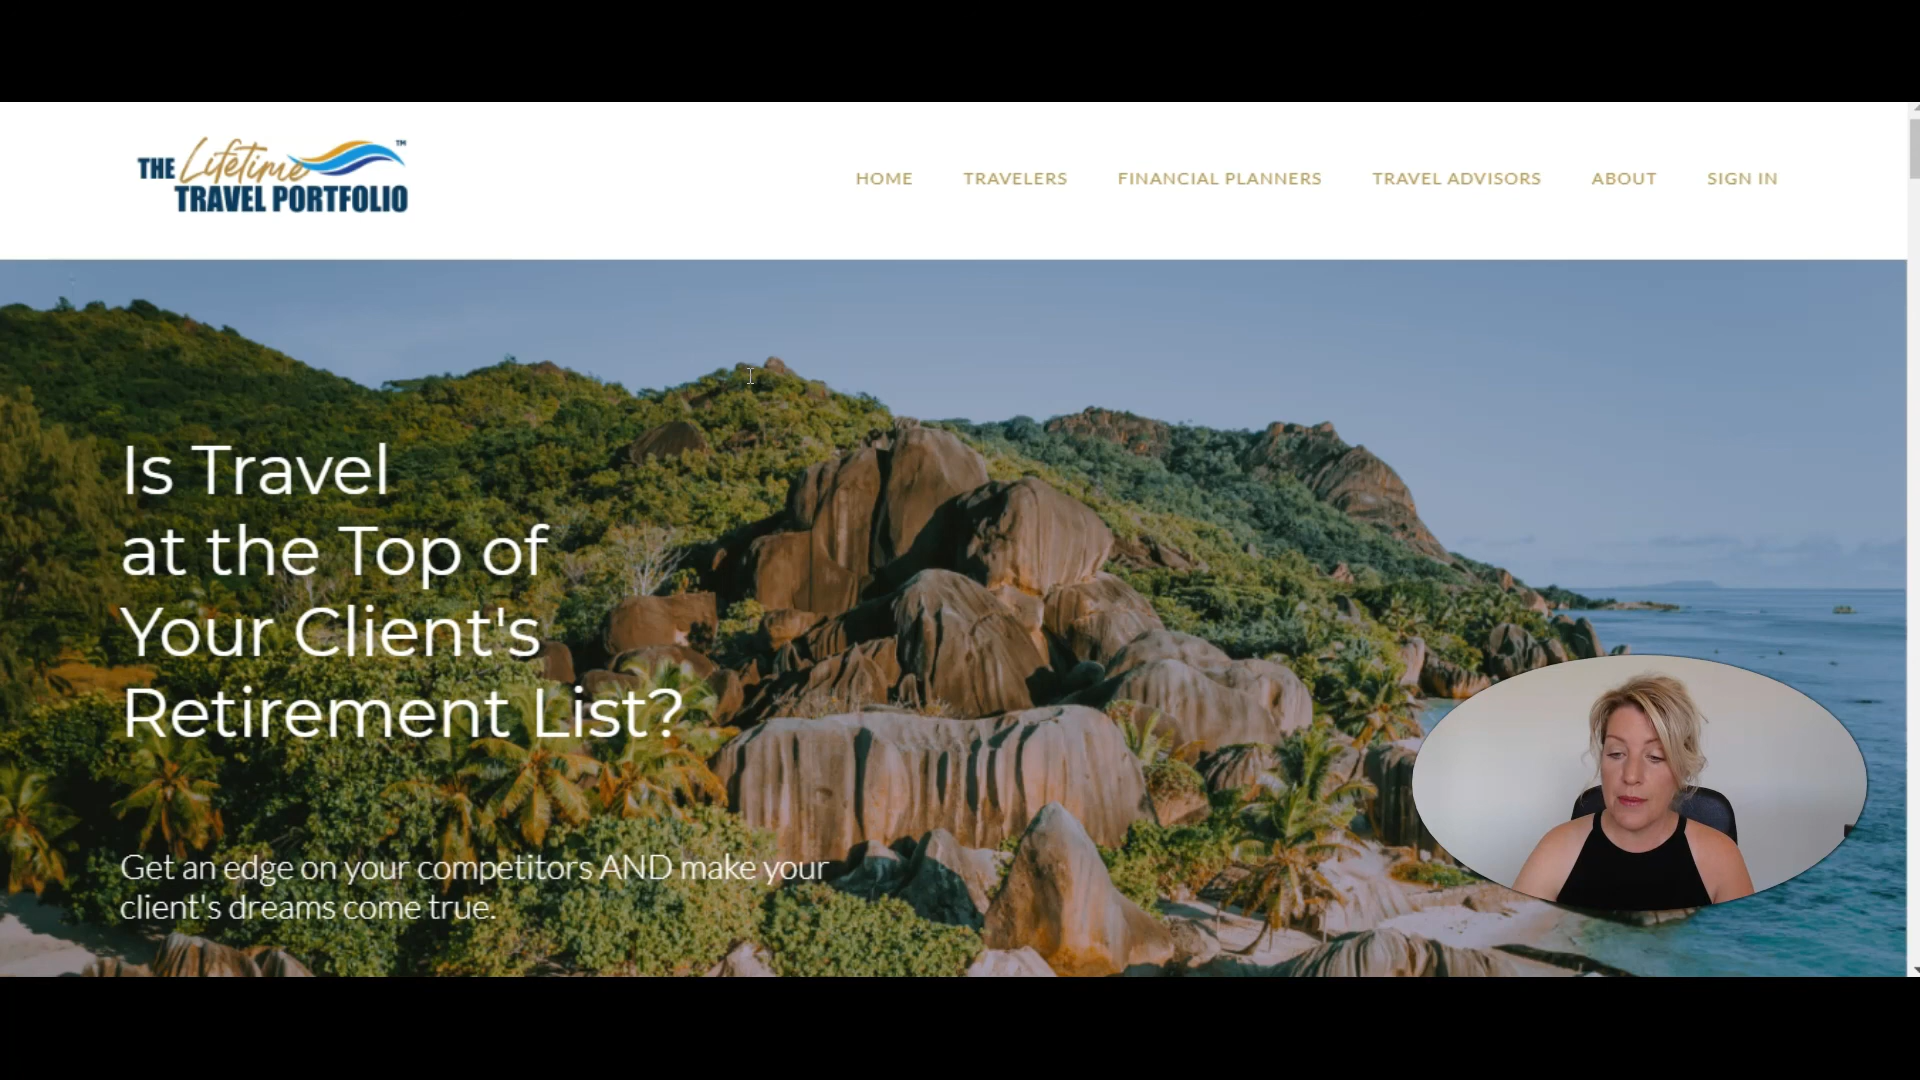 THE Lifetime ™
TRAVEL PORTFOLIO
HOME TRAVELERS FINANCIAL PLANNERS TRAVEL ADVISORS ABOUT SIGN IN
Is Travel
at the Top of
Your Client's
Retirement List?
Get an edge on your competitors AND make your
client's dreams come true.